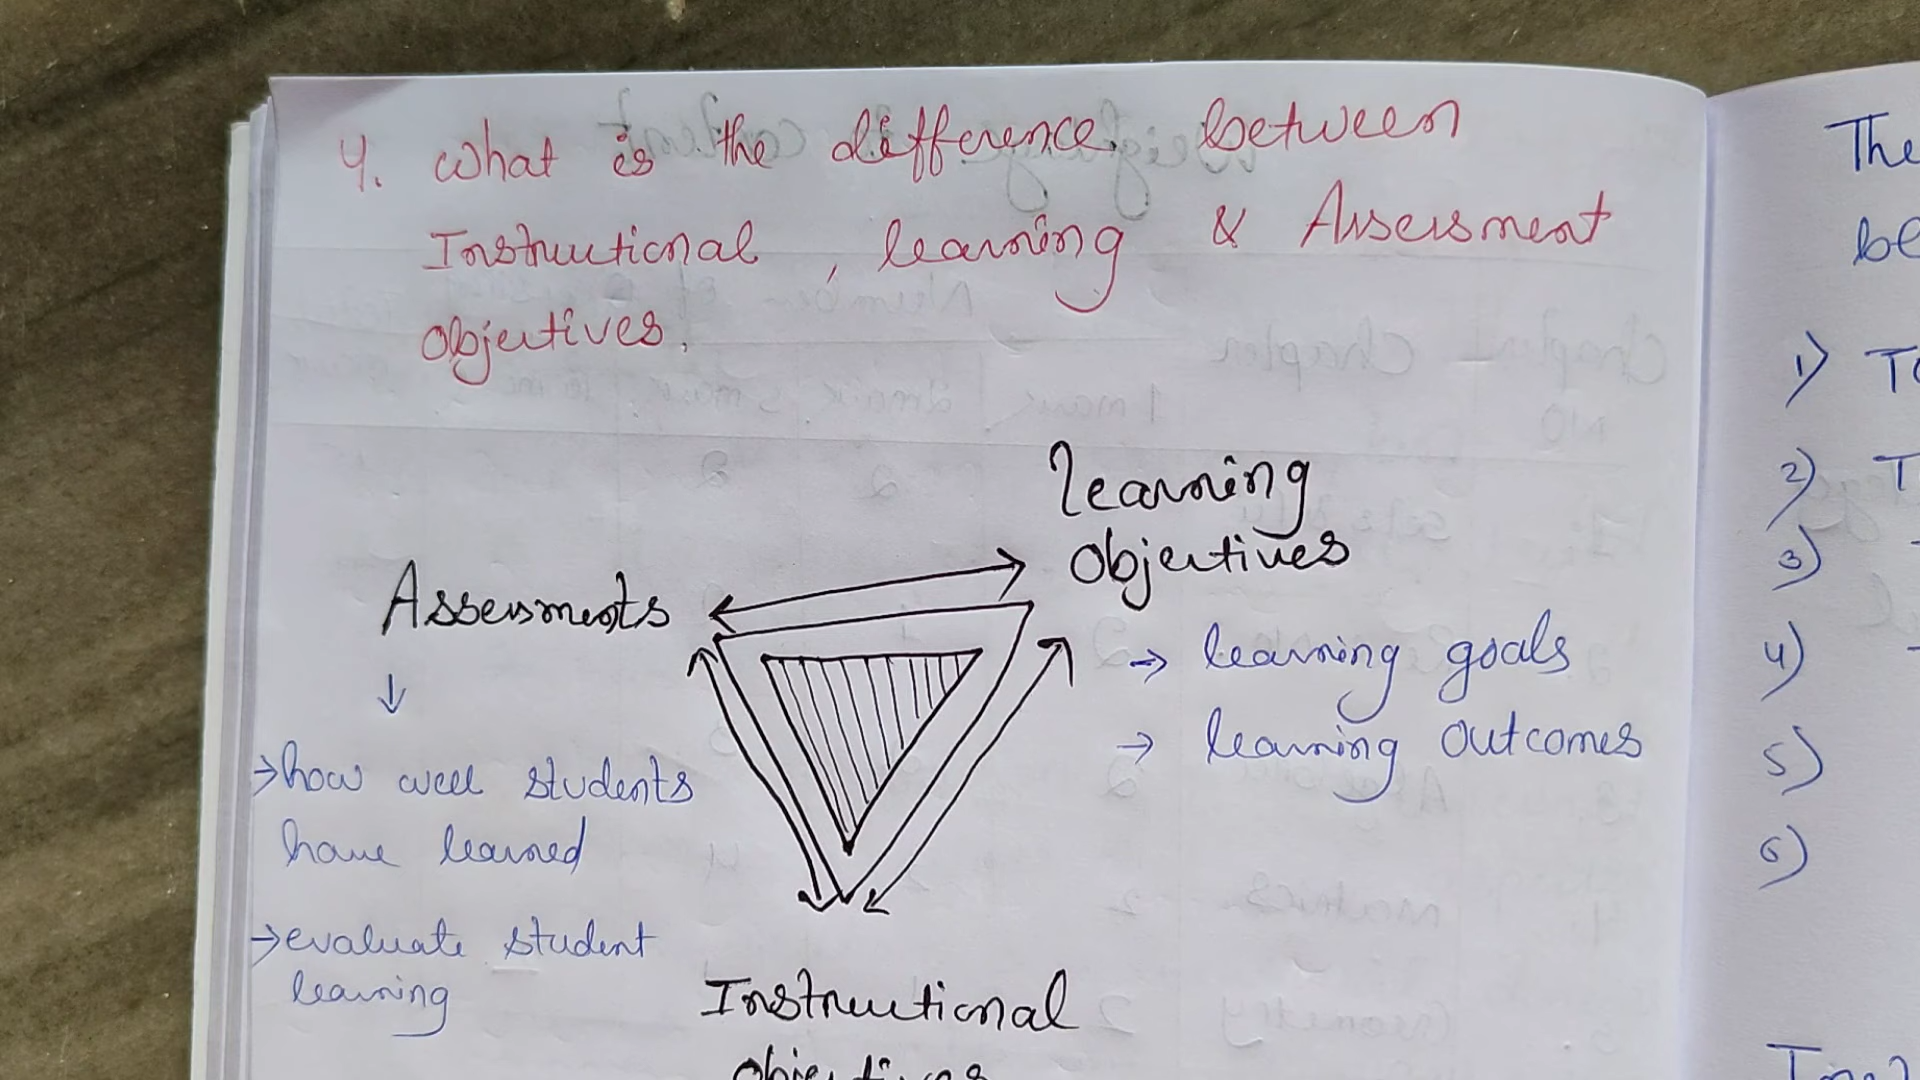 4. What is the difference between
Instructional, learning & Assessment
objectives.
learning
objectives
Assessments
↓
→ learning goals
→ learning outcomes
→ how well students
have learned
→ evaluate student
learning
Instructional
objectives
The
be
1)
2)
3)
4)
5)
6)